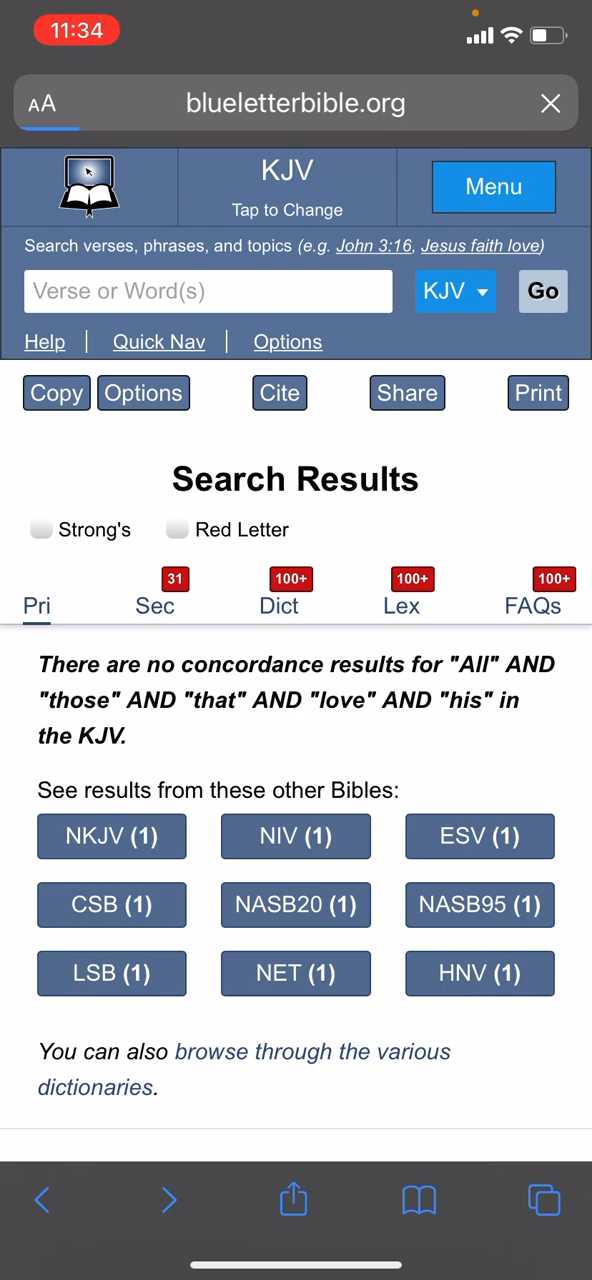 11:34
AA blueletterbible.org
KJV
Tap to Change
Menu
Search verses, phrases, and topics (e.g. John 3:16, Jesus faith love)
Verse or Word(s) KJV Go
Help Quick Nav Options
Copy Options Cite Share Print
Search Results
Strong's Red Letter
31 100+ 100+ 100+
Pri Sec Dict Lex FAQs
There are no concordance results for "All" AND
"those" AND "that" AND "love" AND "his" in
the KJV.
See results from these other Bibles:
NKJV (1) NIV (1) ESV (1)
CSB (1) NASB20 (1) NASB95 (1)
LSB (1) NET (1) HNV (1)
You can also browse through the various
dictionaries.